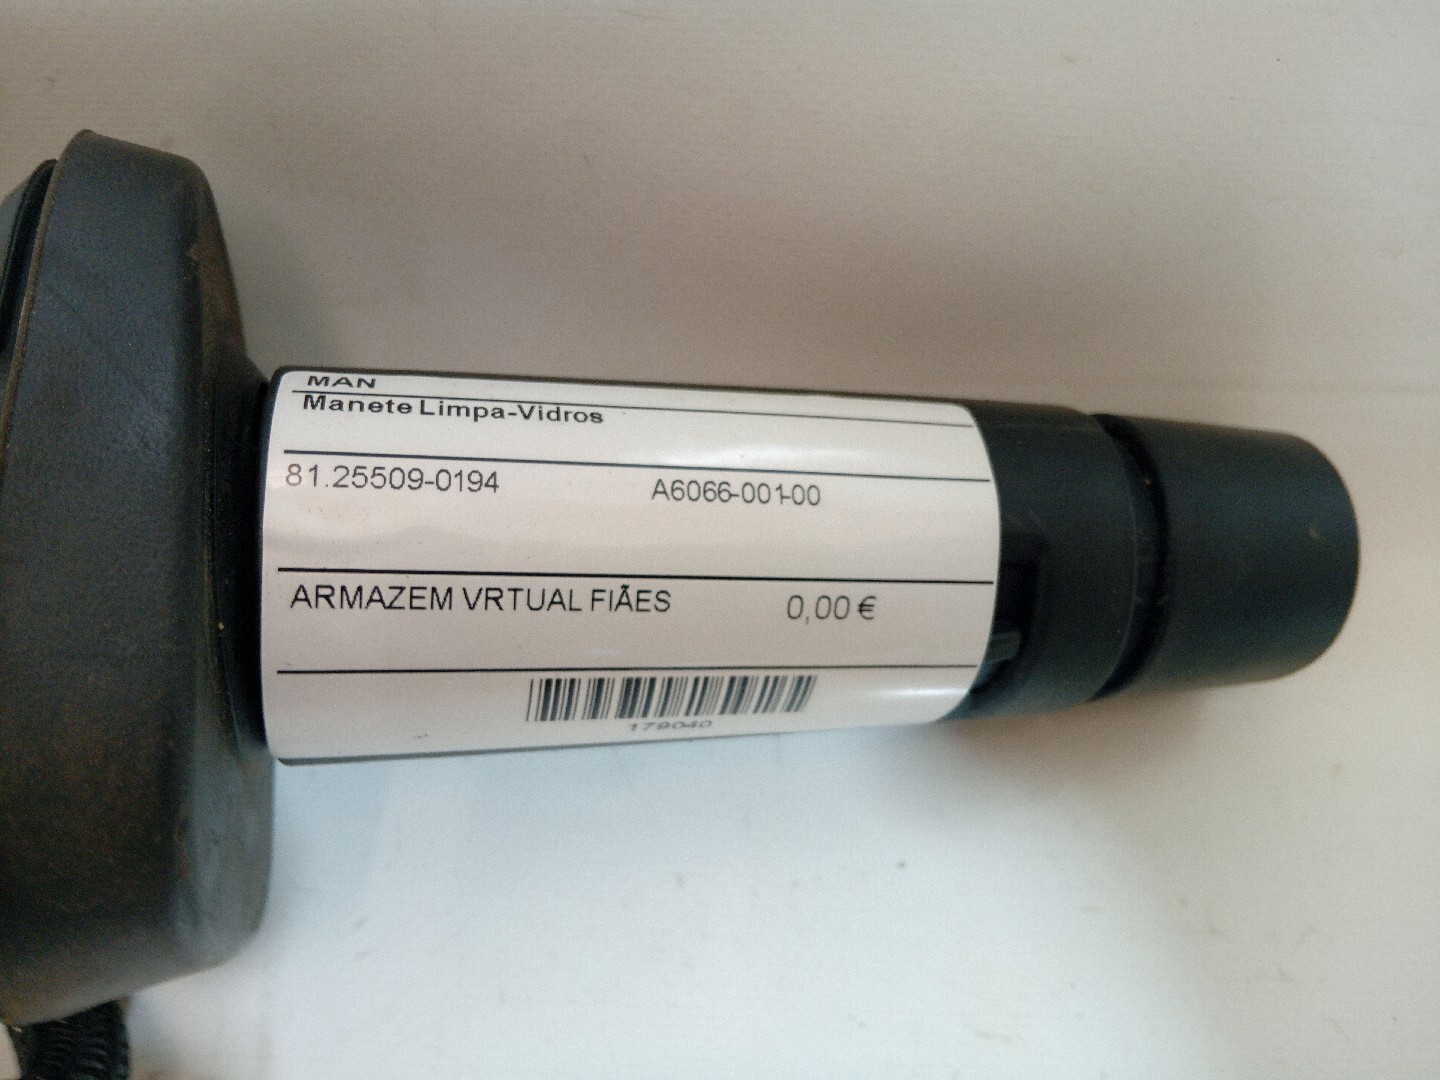 MAN
Manete Limpa-Vidros
81.25509-0194 A6066-001-00
ARMAZEM VRTUAL FIÃES 0,00 €
179040